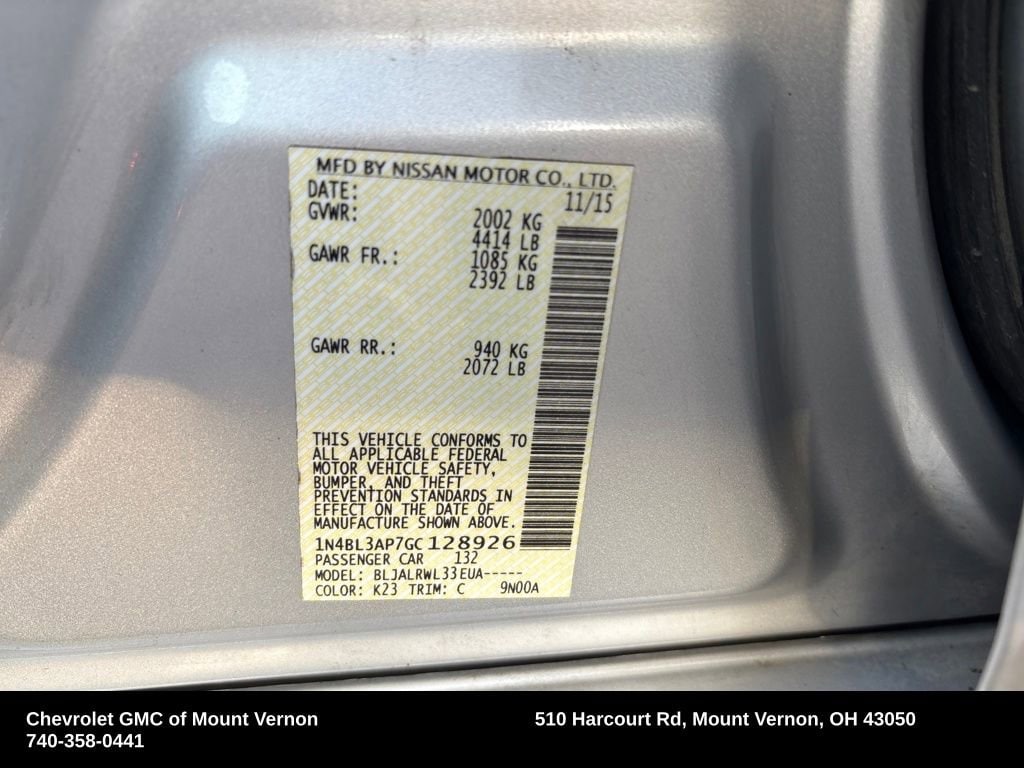 MFD BY NISSAN MOTOR CO., LTD.
DATE: 11/15
GVWR: 2002 KG
4414 LB
GAWR FR.: 1085 KG
2392 LB
GAWR RR.: 940 KG
2072 LB
THIS VEHICLE CONFORMS TO
ALL APPLICABLE FEDERAL
MOTOR VEHICLE SAFETY,
BUMPER, AND THEFT
PREVENTION STANDARDS IN
EFFECT ON THE DATE OF
MANUFACTURE SHOWN ABOVE.
1N4BL3AP7GC128926
PASSENGER CAR 132
MODEL: BLJALRWL33EUA-----
COLOR: K23 TRIM: C 9N00A
Chevrolet GMC of Mount Vernon
740-358-0441
510 Harcourt Rd, Mount Vernon, OH 43050